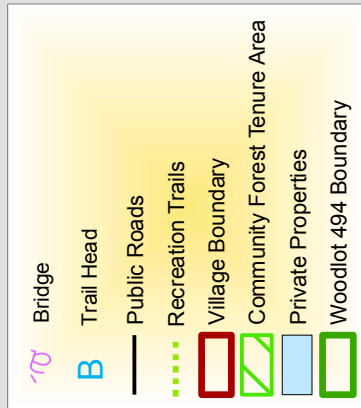 Bridge
B Trail Head
Public Roads
Recreation Trails
Village Boundary
Community Forest Tenure Area
Private Properties
Woodlot 494 Boundary